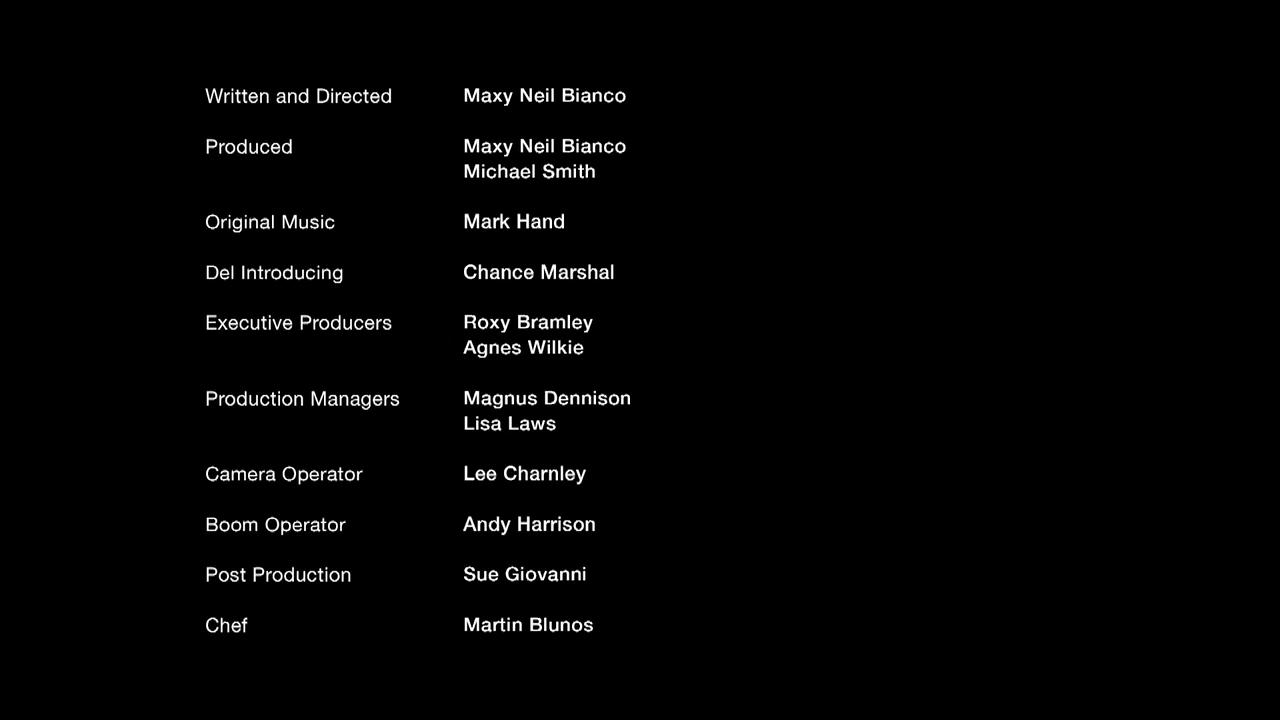 Written and Directed Maxy Neil Bianco
Produced Maxy Neil Bianco
Michael Smith
Original Music Mark Hand
Del Introducing Chance Marshal
Executive Producers Roxy Bramley
Agnes Wilkie
Production Managers Magnus Dennison
Lisa Laws
Camera Operator Lee Charnley
Boom Operator Andy Harrison
Post Production Sue Giovanni
Chef Martin Blunos